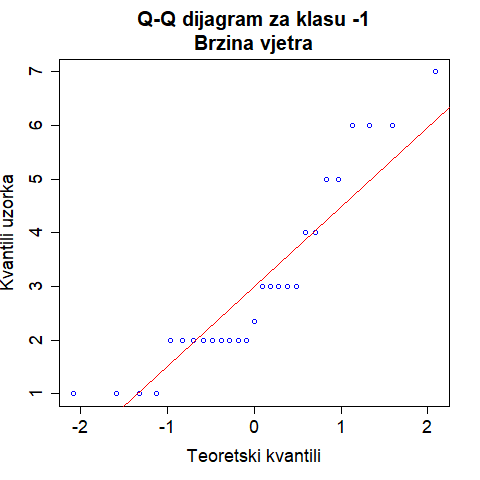 Q-Q dijagram za klasu -1
Brzina vjetra
7
6
5
4
3
2
1
Kvantili uzorka
-2 -1 0 1 2
Teoretski kvantili